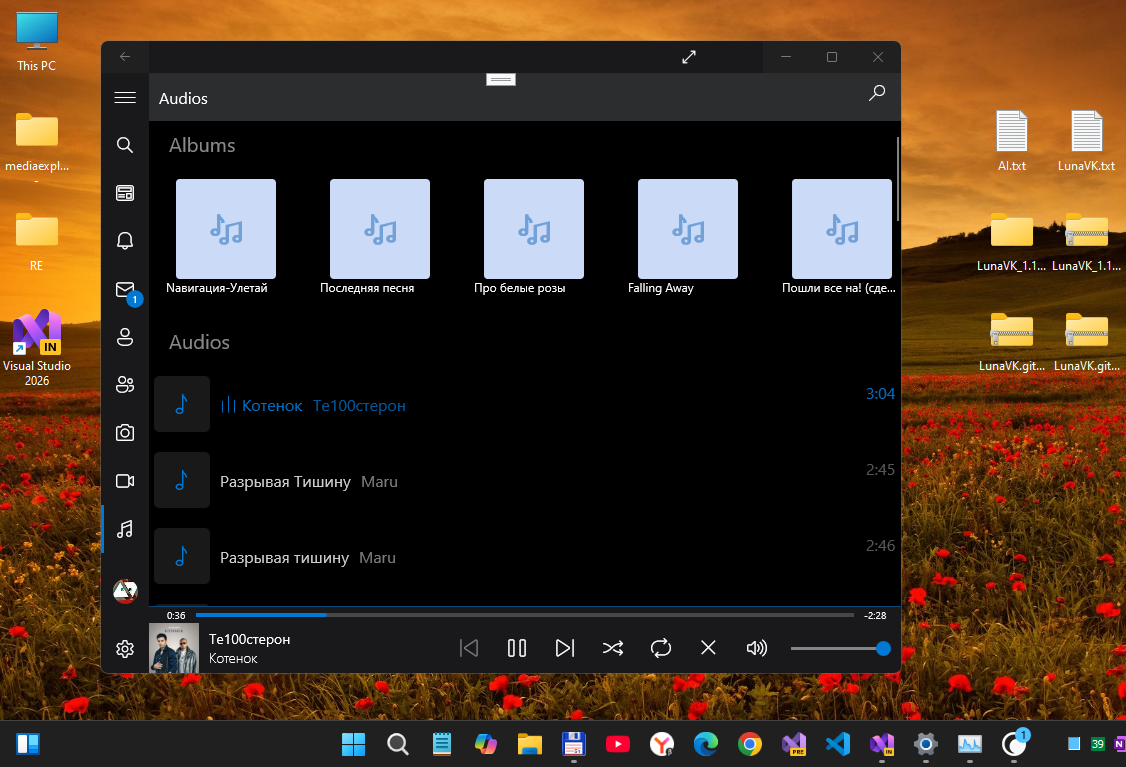 This PC
mediaexpl...
RE
IN
Visual Studio
2026
Audios
Albums
Навигация-Улетай
Последняя песня
Про белые розы
Falling Away
Пошли все на! (сде...
Audios
Котенок Те100стерон
3:04
Разрывая Тишину Maru
2:45
Разрывая тишину Maru
2:46
1
0:36
-2:28
Те100стерон
Котенок
AI.txt
LunaVK.txt
LunaVK_1.1...
LunaVK_1.1...
LunaVK.git...
LunaVK.git...
PRE
IN
1
39
N